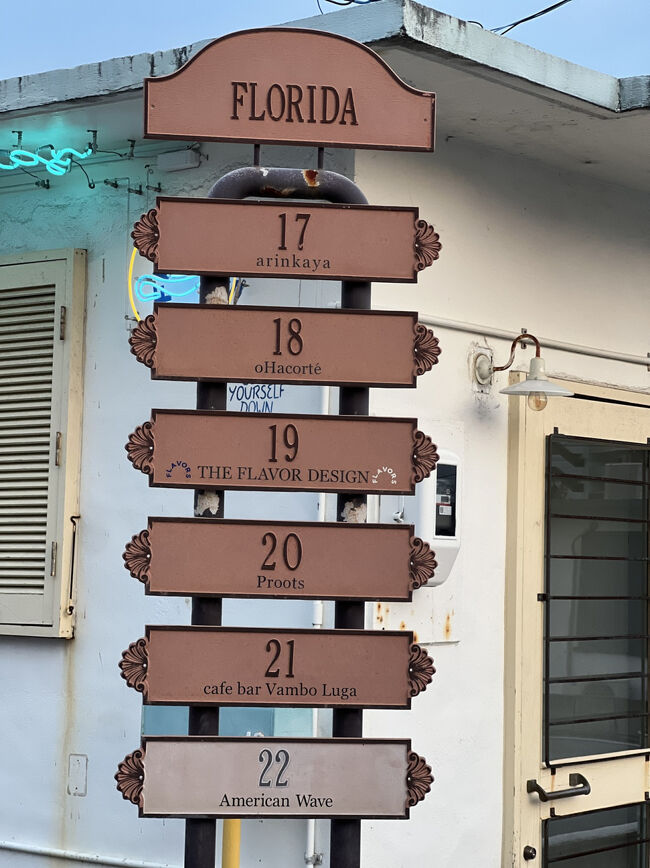 FLORIDA
17
arinkaya
18
oHacorté
YOURSELF
DOWN
19
FLAVORS THE FLAVOR DESIGN FLAVORS
20
Proots
21
cafe bar Vambo Luga
22
American Wave